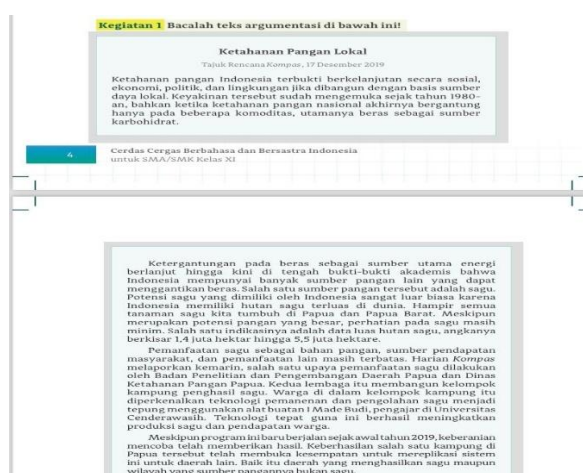 Kegiatan 1 Bacalah teks argumentasi di bawah ini!
Ketahanan Pangan Lokal
Tajuk Rencana Kompas, 17 Desember 2019
Ketahanan pangan Indonesia terbukti berkelanjutan secara sosial,
ekonomi, politik, dan lingkungan jika dibangun dengan basis sumber
daya lokal. Keyakinan tersebut sudah mengemuka sejak tahun 1980-
an, bahkan ketika ketahanan pangan nasional akhirnya bergantung
hanya pada beberapa komoditas, utamanya beras sebagai sumber
karbohidrat.
4
Cerdas Cergas Berbahasa dan Bersastra Indonesia
untuk SMA/SMK Kelas XI
Ketergantungan pada beras sebagai sumber utama energi
berlanjut hingga kini di tengah bukti-bukti akademis bahwa
Indonesia mempunyai banyak sumber pangan lain yang dapat
menggantikan beras. Salah satu sumber pangan tersebut adalah sagu.
Potensi sagu yang dimiliki oleh Indonesia sangat luar biasa karena
Indonesia memiliki hutan sagu terluas di dunia. Hampir semua
tanaman sagu kita tumbuh di Papua dan Papua Barat. Meskipun
merupakan potensi pangan yang besar, perhatian pada sagu masih
minim. Salah satu indikasinya adalah data luas hutan sagu, angkanya
berkisar 1,4 juta hektar hingga 5,5 juta hektare.
Pemanfaatan sagu sebagai bahan pangan, sumber pendapatan
masyarakat, dan pemanfaatan lain masih terbatas. Harian Kompas
melaporkan kemarin, salah satu upaya pemanfaatan sagu dilakukan
oleh Badan Penelitian dan Pengembangan Daerah Papua dan Dinas
Ketahanan Pangan Papua. Kedua lembaga itu membangun kelompok
kampung penghasil sagu. Warga di dalam kelompok kampung itu
diperkenalkan teknologi pemanenan dan pengolahan sagu menjadi
tepung menggunakan alat buatan I Made Budi, pengajar di Universitas
Cenderawasih. Teknologi tepat guna ini berhasil meningkatkan
produksi sagu dan pendapatan warga.
Meskipun program ini baru berjalan sejak awal tahun 2019, keberanian
mencoba telah memberikan hasil. Keberhasilan salah satu kampung di
Papua tersebut telah membuka kesempatan untuk mereplikasi sistem
ini untuk daerah lain. Baik itu daerah yang menghasilkan sagu maupun
wilayah yang sumber pangannya bukan sagu.